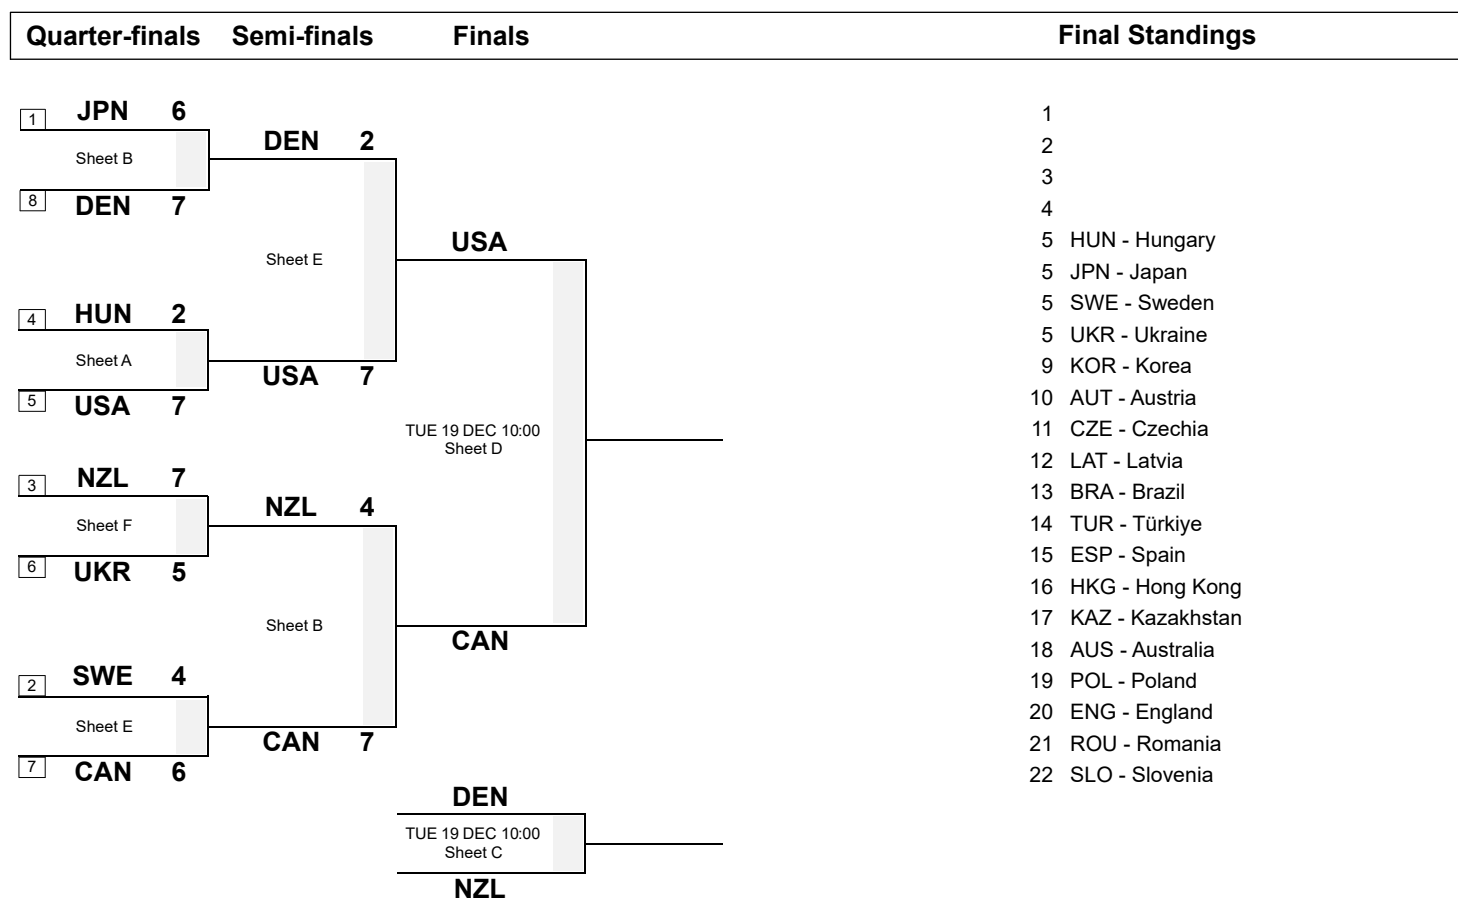 Quarter-finals Semi-finals Finals Final Standings
1 JPN 6
Sheet B
8 DEN 7
4 HUN 2
Sheet A
5 USA 7
3 NZL 7
Sheet F
6 UKR 5
2 SWE 4
Sheet E
7 CAN 6
DEN 2
Sheet E
USA 7
NZL 4
Sheet B
CAN 7
USA
TUE 19 DEC 10:00
Sheet D
CAN
DEN
TUE 19 DEC 10:00
Sheet C
NZL
1
2
3
4
5 HUN - Hungary
5 JPN - Japan
5 SWE - Sweden
5 UKR - Ukraine
9 KOR - Korea
10 AUT - Austria
11 CZE - Czechia
12 LAT - Latvia
13 BRA - Brazil
14 TUR - Türkiye
15 ESP - Spain
16 HKG - Hong Kong
17 KAZ - Kazakhstan
18 AUS - Australia
19 POL - Poland
20 ENG - England
21 ROU - Romania
22 SLO - Slovenia